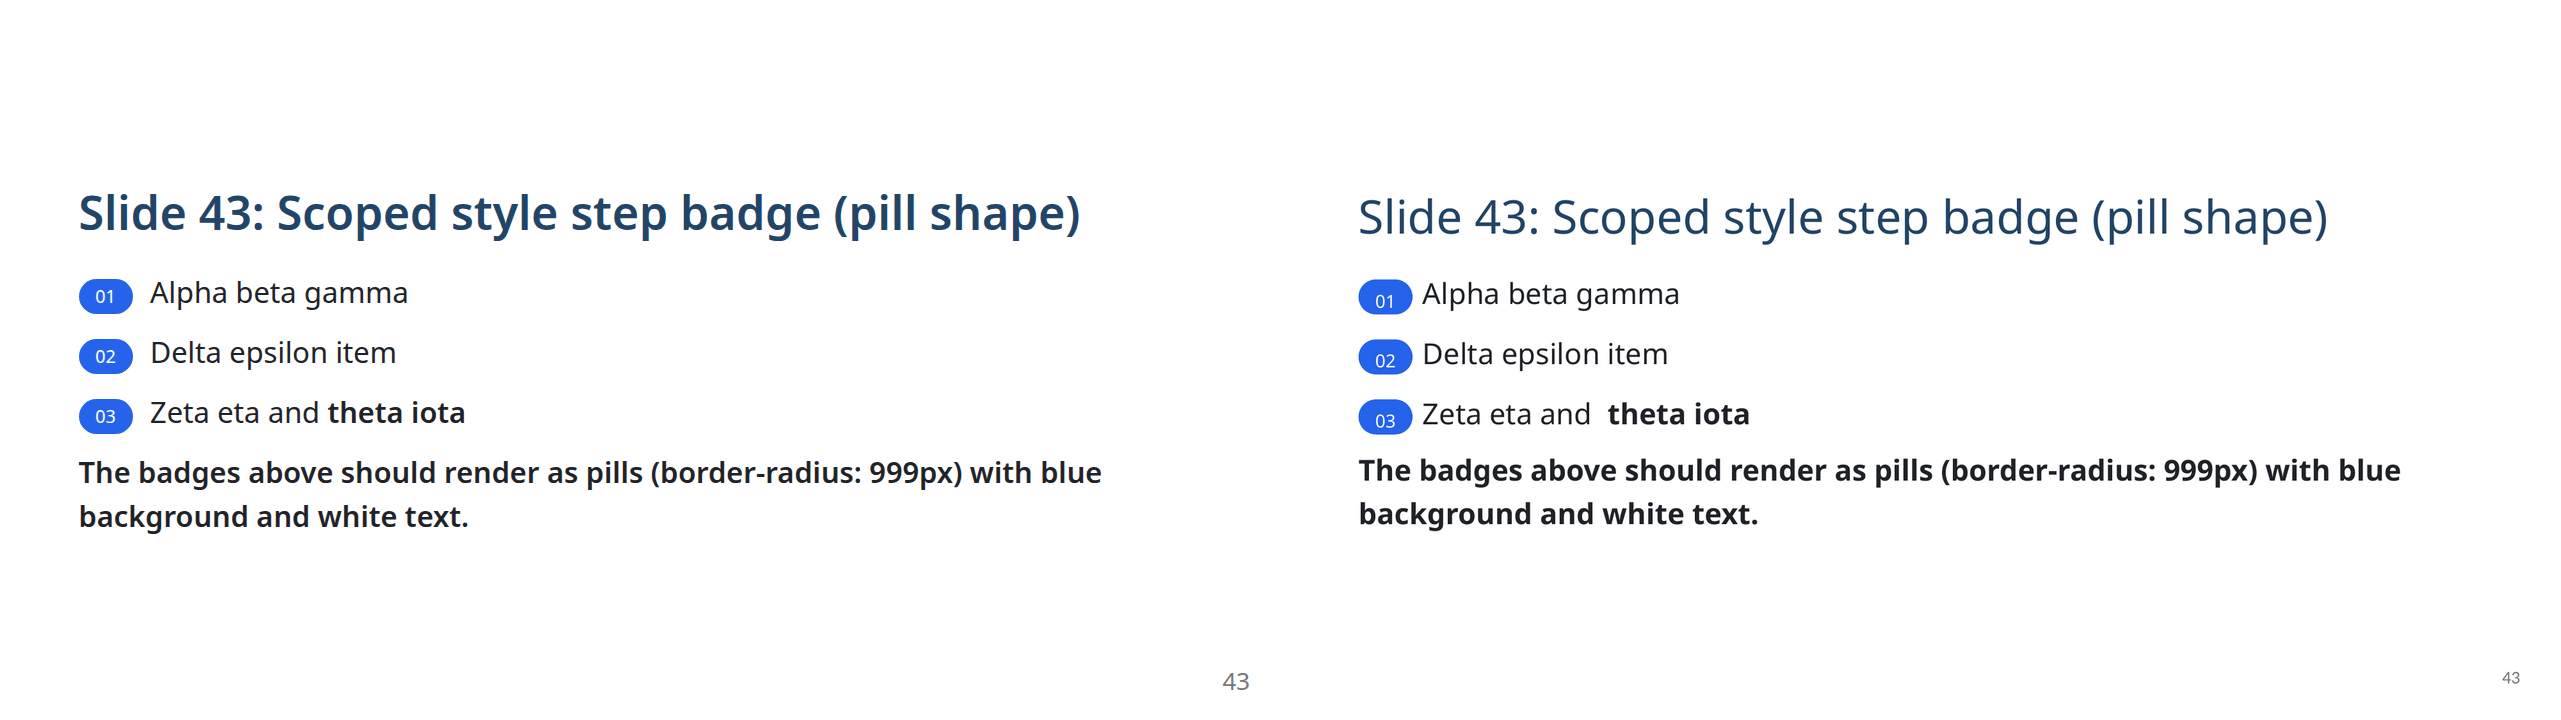 Slide 43: Scoped style step badge (pill shape)
01 Alpha beta gamma
02 Delta epsilon item
03 Zeta eta and theta iota
The badges above should render as pills (border-radius: 999px) with blue
background and white text.
43
Slide 43: Scoped style step badge (pill shape)
01 Alpha beta gamma
02 Delta epsilon item
03 Zeta eta and theta iota
The badges above should render as pills (border-radius: 999px) with blue
background and white text.
43